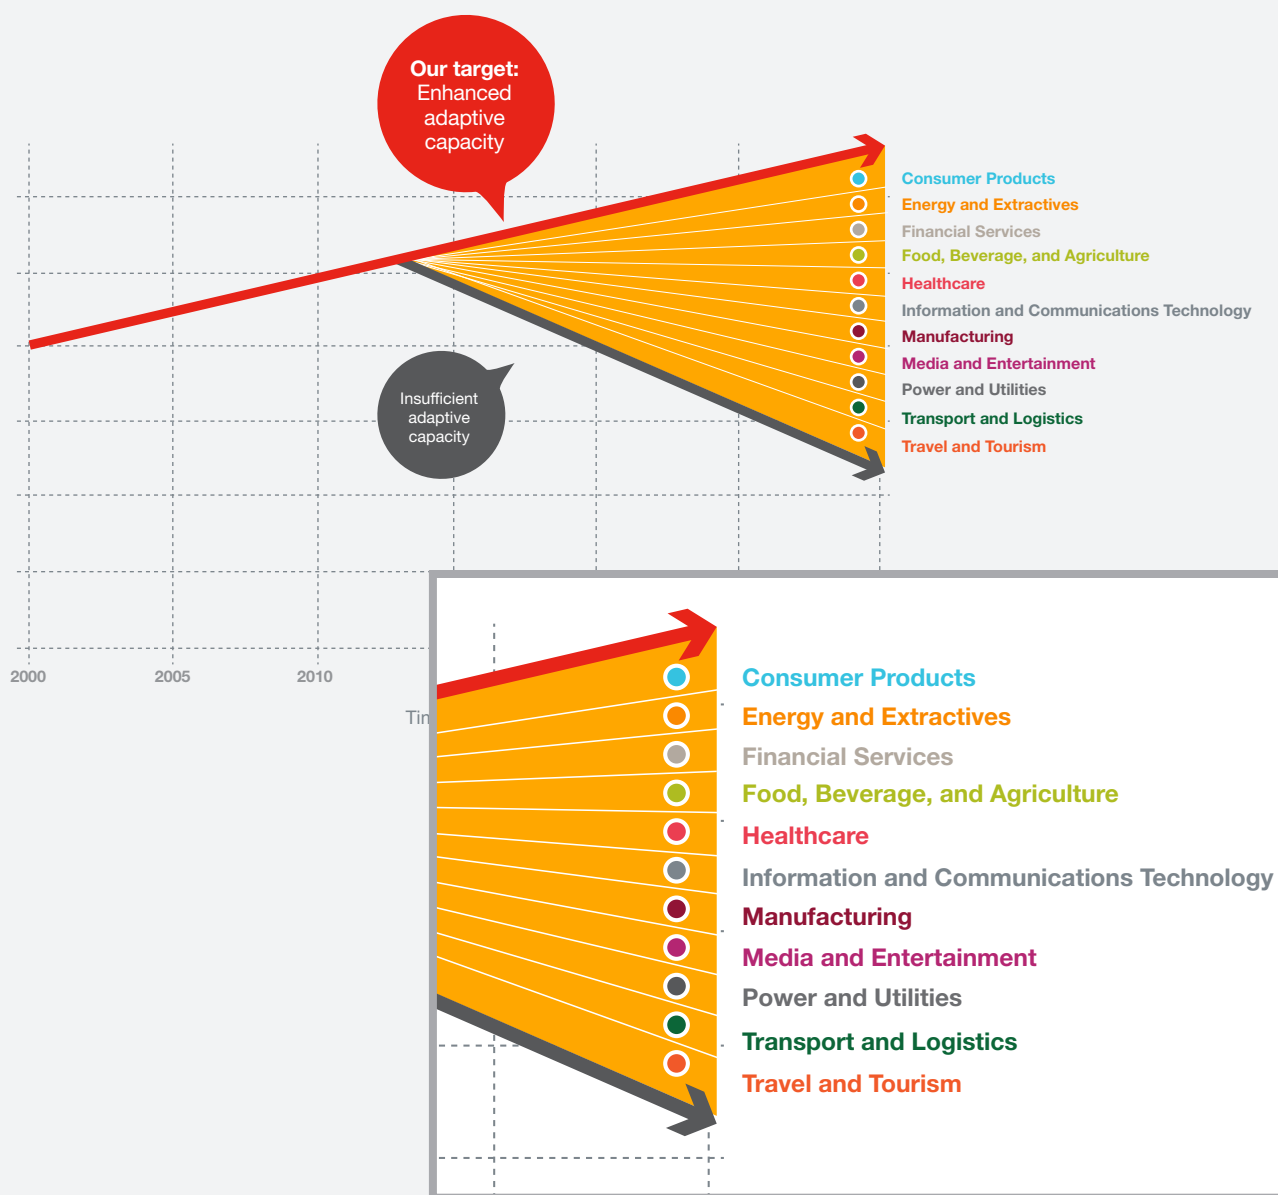 Our target:
Enhanced
adaptive
capacity
Consumer Products
Energy and Extractives
Financial Services
Food, Beverage, and Agriculture
Healthcare
Information and Communications Technology
Manufacturing
Media and Entertainment
Power and Utilities
Transport and Logistics
Travel and Tourism
Insufficient
adaptive
capacity
2000
2005
2010
Consumer Products
Energy and Extractives
Financial Services
Food, Beverage, and Agriculture
Healthcare
Information and Communications Technology
Manufacturing
Media and Entertainment
Power and Utilities
Transport and Logistics
Travel and Tourism